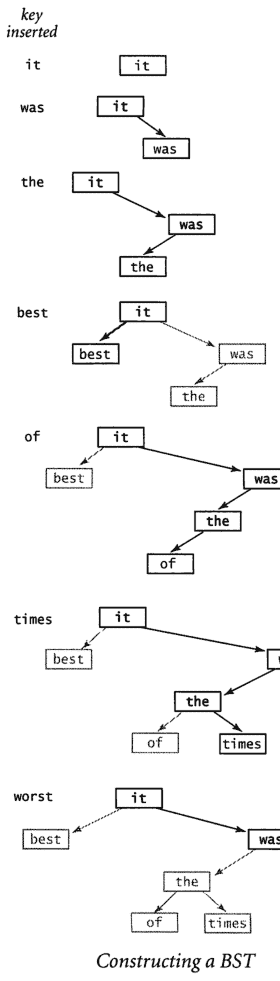 key
inserted
it it
was it
was
the it
was
the
best it
best was
the
of it
best was
the
of
times it
best
the
of times
worst it
best was
the
of times
Constructing a BST